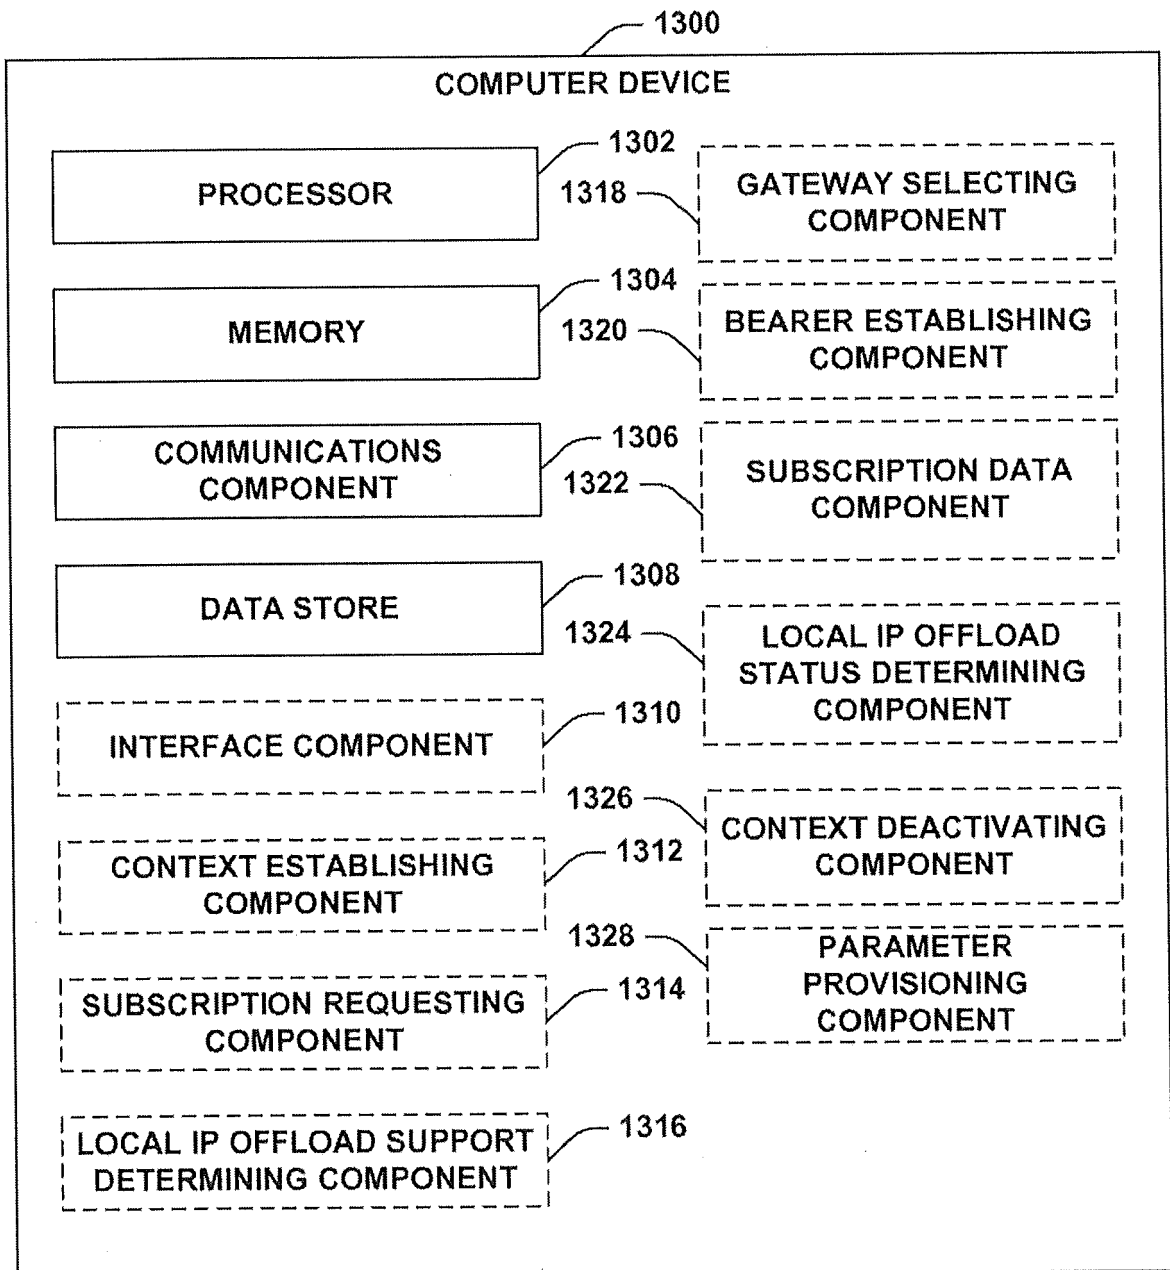 1300
COMPUTER DEVICE
1302
PROCESSOR
1304
MEMORY
1306
COMMUNICATIONS
COMPONENT
1308
DATA STORE
1310
INTERFACE COMPONENT
1312
CONTEXT ESTABLISHING
COMPONENT
1314
SUBSCRIPTION REQUESTING
COMPONENT
1316
LOCAL IP OFFLOAD SUPPORT
DETERMINING COMPONENT
1318
GATEWAY SELECTING
COMPONENT
1320
BEARER ESTABLISHING
COMPONENT
1322
SUBSCRIPTION DATA
COMPONENT
1324
LOCAL IP OFFLOAD
STATUS DETERMINING
COMPONENT
1326
CONTEXT DEACTIVATING
COMPONENT
1328
PARAMETER
PROVISIONING
COMPONENT